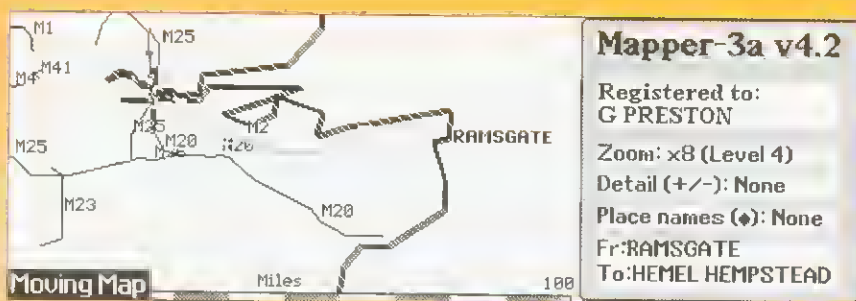 M1
M25
M41
M4
M25
M20
M2
M20
RAMSGATE
M25
M23
M20
Moving Map
Miles
100
Mapper-3a v4.2
Registered to:
G PRESTON
Zoom: x8 (Level 4)
Detail (+/-): None
Place names (♦): None
Fr:RAMSGATE
To:HEMEL HEMPSTEAD